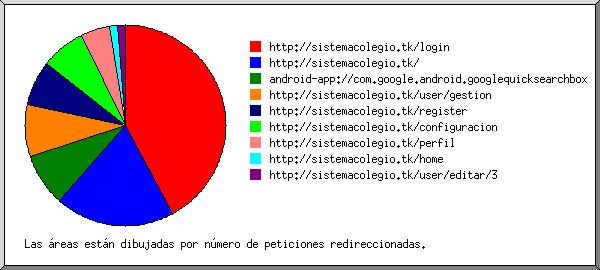 http://sistemacolegio.tk/login
http://sistemacolegio.tk/
android-app://com.google.android.googlequicksearchbox
http://sistemacolegio.tk/user/gestion
http://sistemacolegio.tk/register
http://sistemacolegio.tk/configuracion
http://sistemacolegio.tk/perfil
http://sistemacolegio.tk/home
http://sistemacolegio.tk/user/editar/3
Las áreas están dibujadas por número de peticiones redireccionadas.